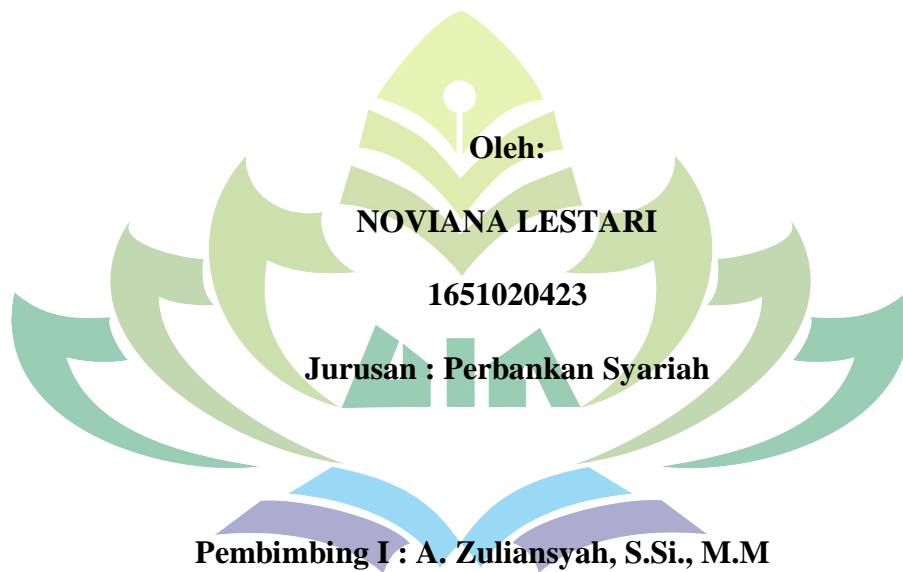 Oleh:
NOVIANA LESTARI
1651020423
Jurusan : Perbankan Syariah
Pembimbing I : A. Zuliansyah, S.Si., M.M